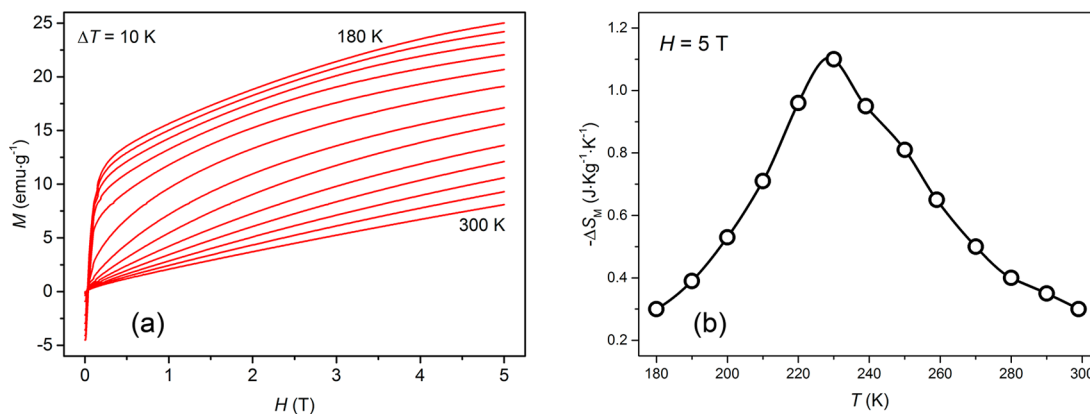 ΔT = 10 K
180 K
300 K
(a)
25
20
15
10
5
0
-5
M (emu·g⁻¹)
0 1 2 3 4 5
H (T)
H = 5 T
(b)
1.2
1.0
0.8
0.6
0.4
0.2
-ΔS_M (J·Kg⁻¹·K⁻¹)
180 200 220 240 260 280 300
T (K)